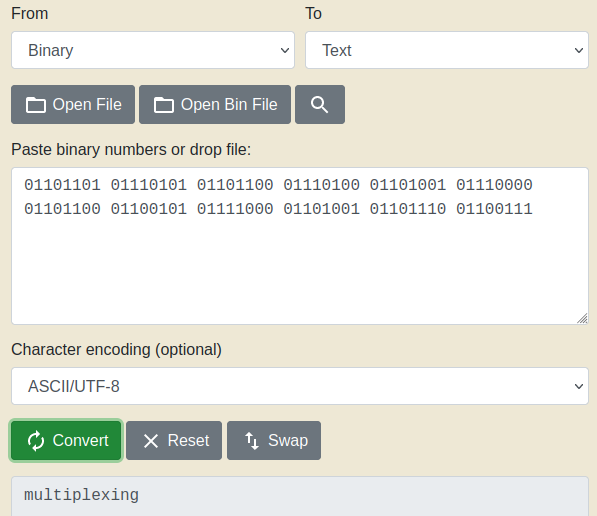 From To
Binary Text
Open File Open Bin File
Paste binary numbers or drop file:
01101101 01110101 01101100 01110100 01101001 01110000
01101100 01100101 01111000 01101001 01101110 01100111
Character encoding (optional)
ASCII/UTF-8
Convert Reset Swap
multiplexing